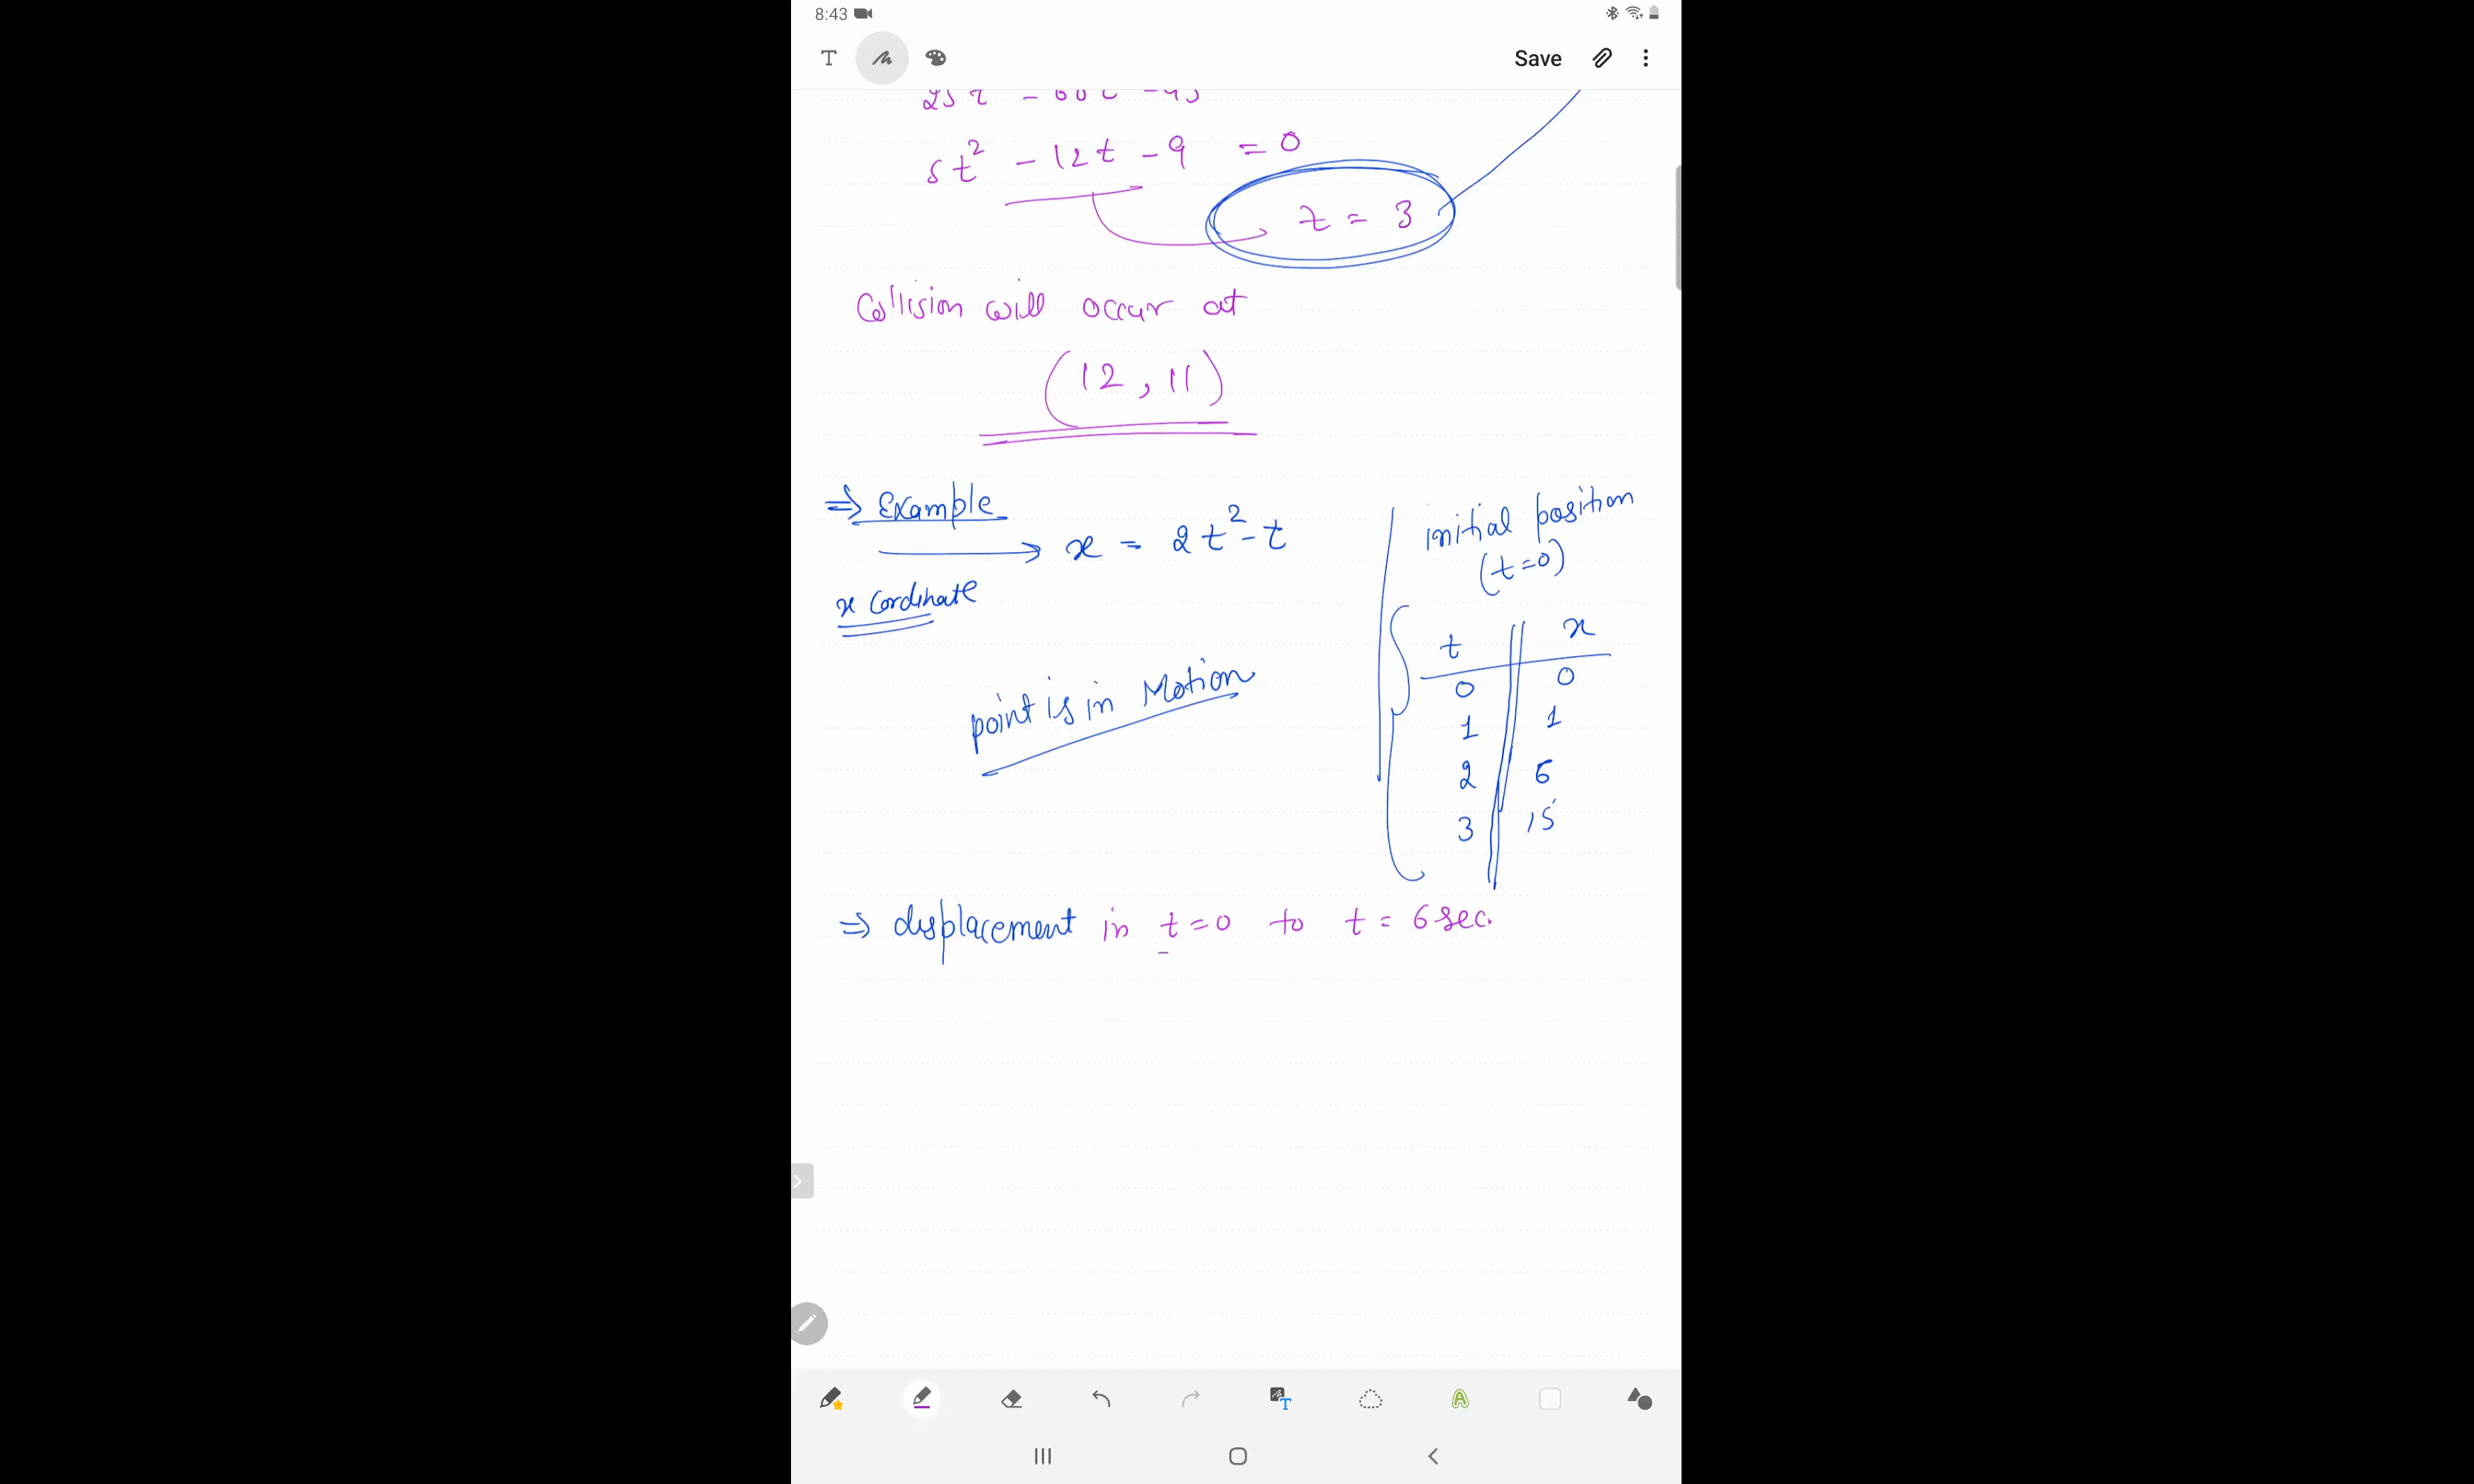 8:43
T
Save
5t² - 12t - 9 = 0
t = 3
Collision will occur at
(12, 11)
⇒ Example
x = 2t² - t
x Cordinate
point is in Motion
initial position
(t=0)
t x
0 0
1 1
2 6
3 15
⇒ displacement in t=0 to t = 6 sec.